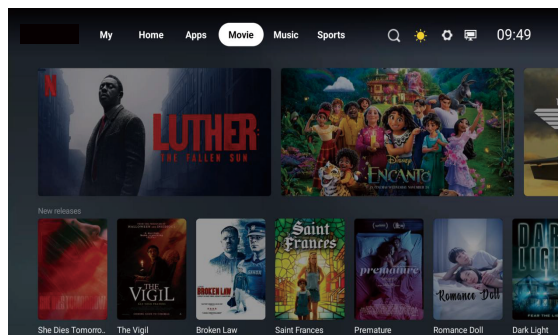 My Home Apps Movie Music Sports 09:49
N
LUTHER:
THE FALLEN SUN
Disney
ENCANTO
New releases
THE
VIGIL
BROKEN LAW
Saint
Frances
premature
Romance Doll
DARK
LIGHT
She Dies Tomorro.. The Vigil Broken Law Saint Frances Premature Romance Doll Dark Light